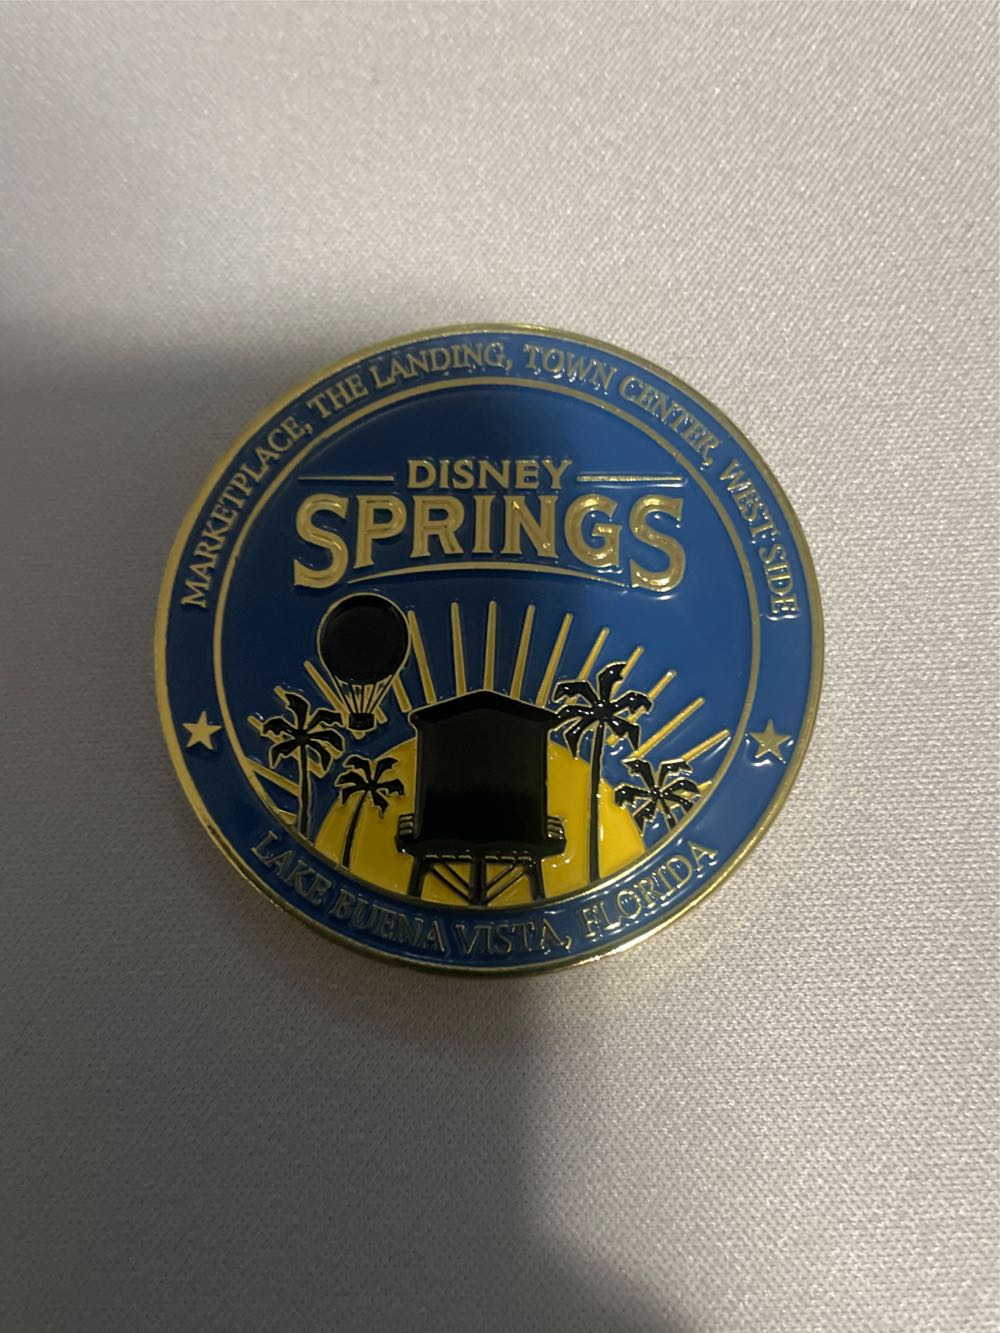 MARKETPLACE, THE LANDING, TOWN CENTER, WEST SIDE
DISNEY
SPRINGS
LAKE BUENA VISTA, FLORIDA